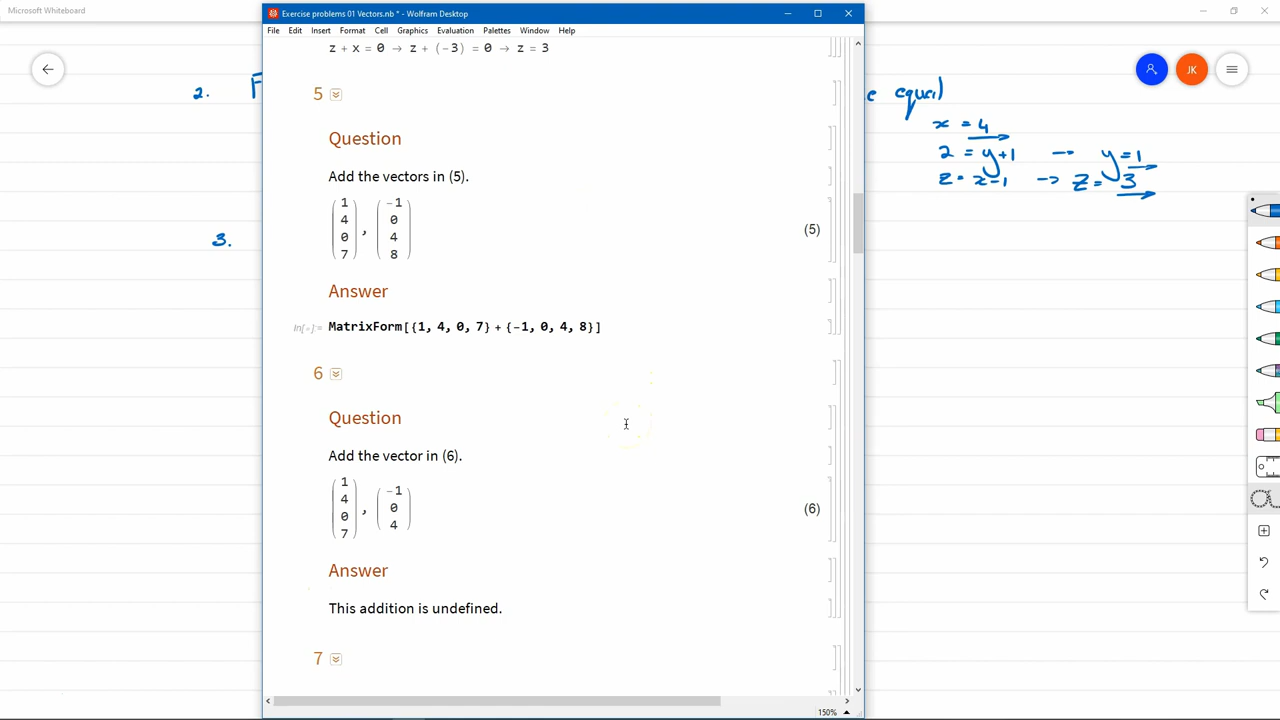 Microsoft Whiteboard
Exercise problems 01 Vectors.nb * - Wolfram Desktop
File Edit Insert Format Cell Graphics Evaluation Palettes Window Help
z + x = 0 → z + (-3) = 0 → z = 3
JK
2. F
e equal
x = 4
2 = y+1 → y = 1
z = x-1 → z = 3
3.
5
Question
Add the vectors in (5).
1
4
0
7
,
-1
0
4
8
(5)
Answer
In[•]:= MatrixForm[{1, 4, 0, 7} + {-1, 0, 4, 8}]
6
Question
Add the vector in (6).
1
4
0
7
,
-1
0
4
(6)
Answer
This addition is undefined.
7
150%